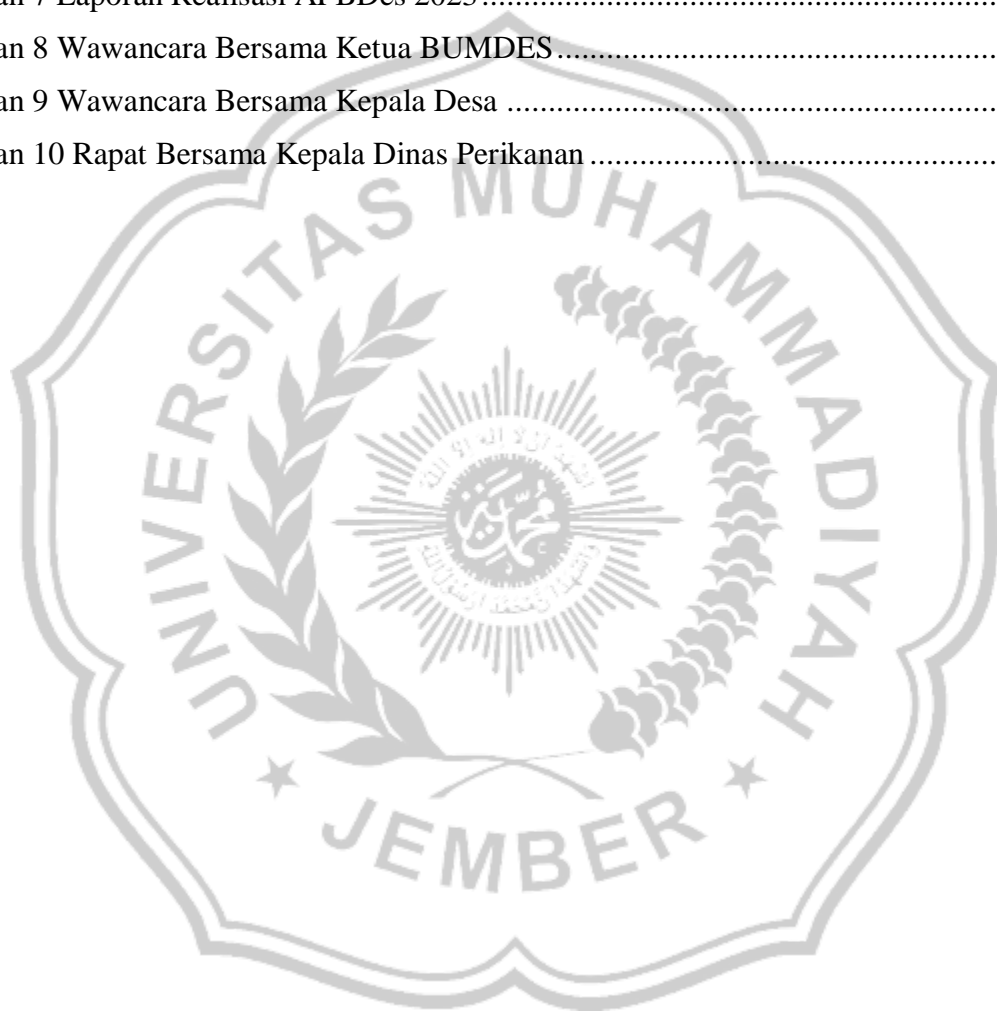 an 7 Laporan Realisasi APBDes 2023................................................................
an 8 Wawancara Bersama Ketua BUMDES.......................................................
an 9 Wawancara Bersama Kepala Desa .............................................................
an 10 Rapat Bersama Kepala Dinas Perikanan...................................................
UNIVERSITAS MUHAMMADIYAH
JEMBER